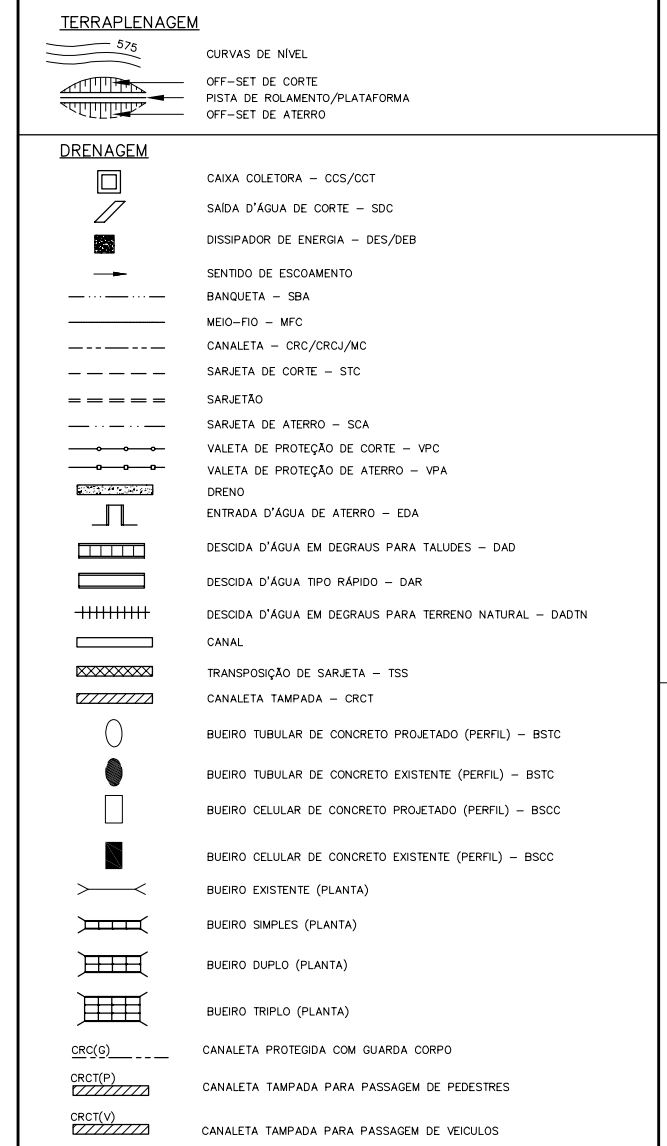 TERRAPLENAGEM
575
CURVAS DE NÍVEL
OFF-SET DE CORTE
PISTA DE ROLAMENTO/PLATAFORMA
OFF-SET DE ATERRO
DRENAGEM
CAIXA COLETORA – CCS/CCT
SAÍDA D'ÁGUA DE CORTE – SDC
DISSIPADOR DE ENERGIA – DES/DEB
SENTIDO DE ESCOAMENTO
BANQUETA – SBA
MEIO-FIO – MFC
CANALETA – CRC/CRCJ/MC
SARJETA DE CORTE – STC
SARJETÃO
SARJETA DE ATERRO – SCA
VALETA DE PROTEÇÃO DE CORTE – VPC
VALETA DE PROTEÇÃO DE ATERRO – VPA
DRENO
ENTRADA D'ÁGUA DE ATERRO – EDA
DESCIDA D'ÁGUA EM DEGRAUS PARA TALUDES – DAD
DESCIDA D'ÁGUA TIPO RÁPIDO – DAR
DESCIDA D'ÁGUA EM DEGRAUS PARA TERRENO NATURAL – DADTN
CANAL
TRANSPOSIÇÃO DE SARJETA – TSS
CANALETA TAMPADA – CRCT
BUEIRO TUBULAR DE CONCRETO PROJETADO (PERFIL) – BSTC
BUEIRO TUBULAR DE CONCRETO EXISTENTE (PERFIL) – BSTC
BUEIRO CELULAR DE CONCRETO PROJETADO (PERFIL) – BSCC
BUEIRO CELULAR DE CONCRETO EXISTENTE (PERFIL) – BSCC
BUEIRO EXISTENTE (PLANTA)
BUEIRO SIMPLES (PLANTA)
BUEIRO DUPLO (PLANTA)
BUEIRO TRIPLO (PLANTA)
CRC(G) CANALETA PROTEGIDA COM GUARDA CORPO
CRCT(P) CANALETA TAMPADA PARA PASSAGEM DE PEDESTRES
CRCT(V) CANALETA TAMPADA PARA PASSAGEM DE VEICULOS